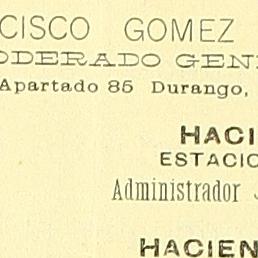 CISCO GOMEZ
ODERADO GEN
Apartado 85 Durango,
HACI
ESTACIO
Administrador
HACIEN